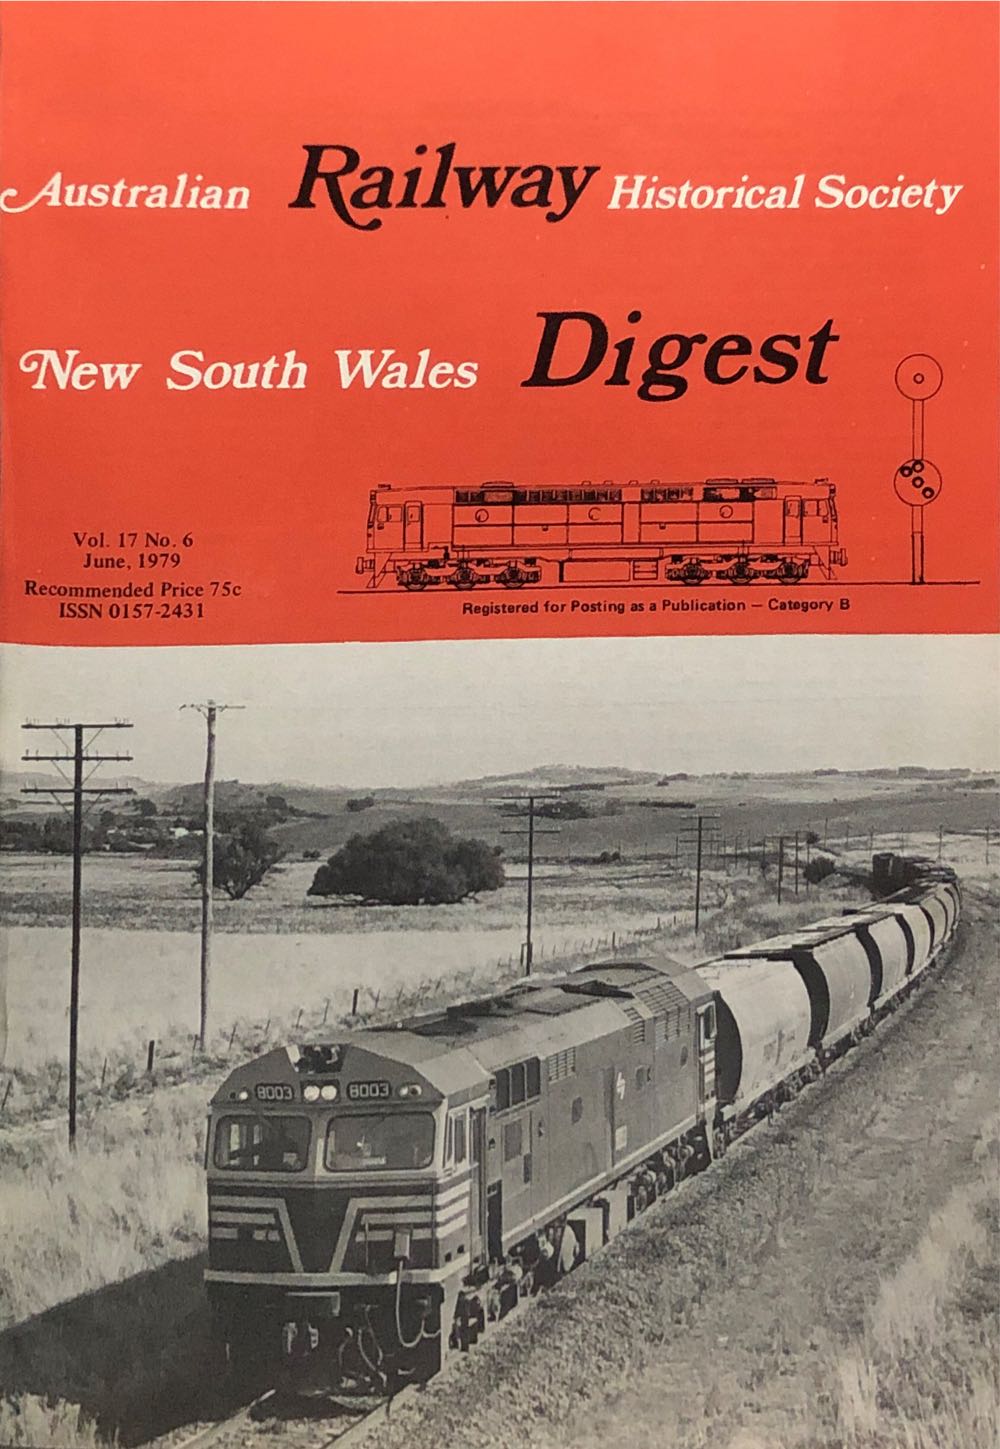 Australian Railway Historical Society
New South Wales Digest
Vol. 17 No. 6
June, 1979
Recommended Price 75c
ISSN 0157-2431
Registered for Posting as a Publication — Category B
8003 8003